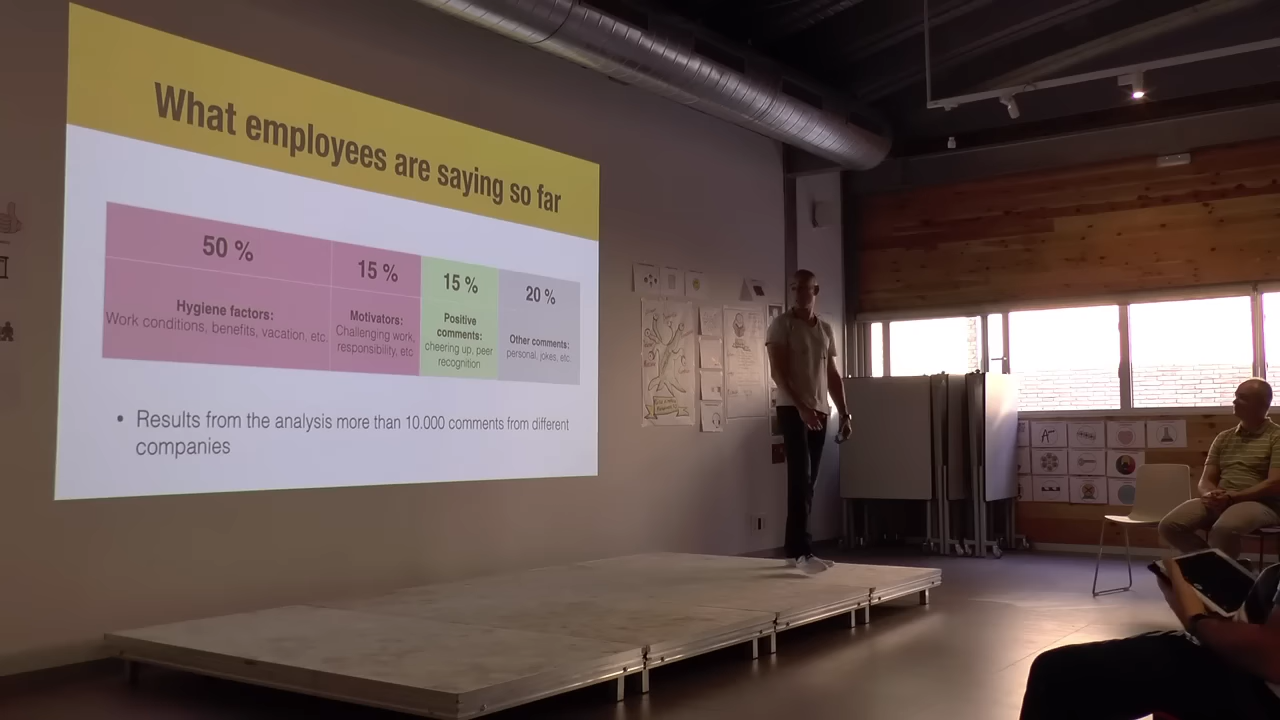 What employees are saying so far
50 %
15 %
15 %
20 %
Hygiene factors:
Work conditions, benefits, vacation, etc.
Motivators:
Challenging work,
responsibility, etc
Positive
comments:
cheering up, peer
recognition
Other comments:
personal, jokes, etc.
• Results from the analysis more than 10.000 comments from different
companies